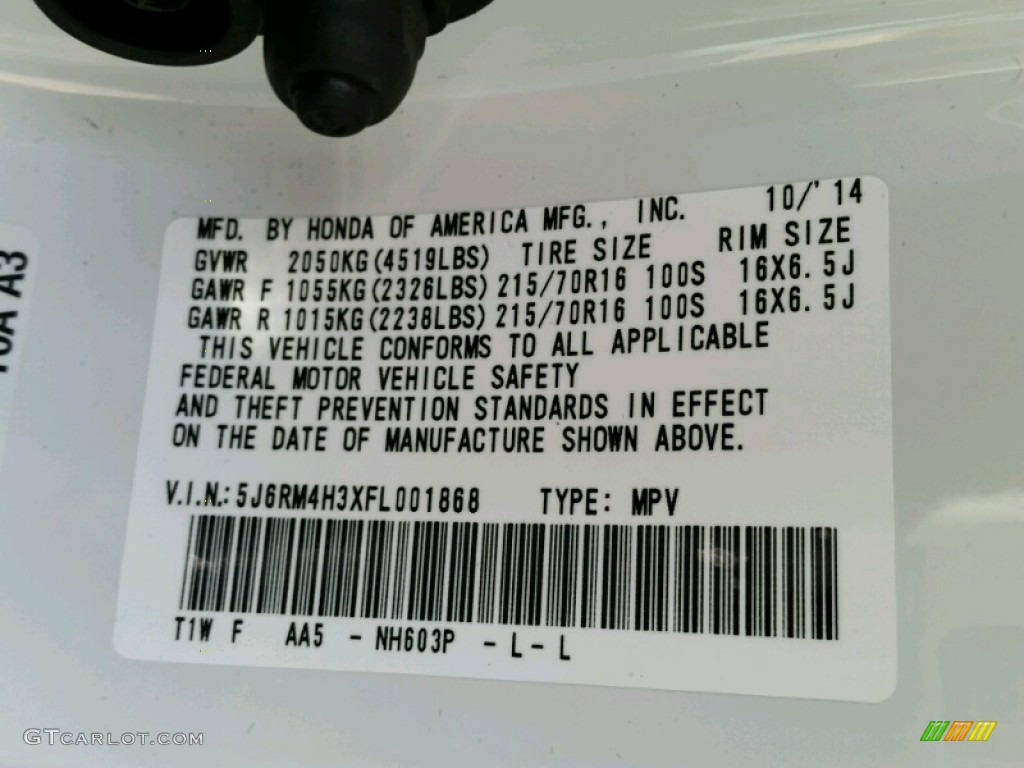 MFD. BY HONDA OF AMERICA MFG., INC. 10/'14
GVWR 2050KG(4519LBS) TIRE SIZE RIM SIZE
GAWR F 1055KG(2326LBS) 215/70R16 100S 16X6.5J
GAWR R 1015KG(2238LBS) 215/70R16 100S 16X6.5J
THIS VEHICLE CONFORMS TO ALL APPLICABLE
FEDERAL MOTOR VEHICLE SAFETY
AND THEFT PREVENTION STANDARDS IN EFFECT
ON THE DATE OF MANUFACTURE SHOWN ABOVE.
V.I.N.: 5J6RM4H3XFL001868 TYPE: MPV
T1W F AA5 - NH603P - L - L
A3
GTCARLOT.COM